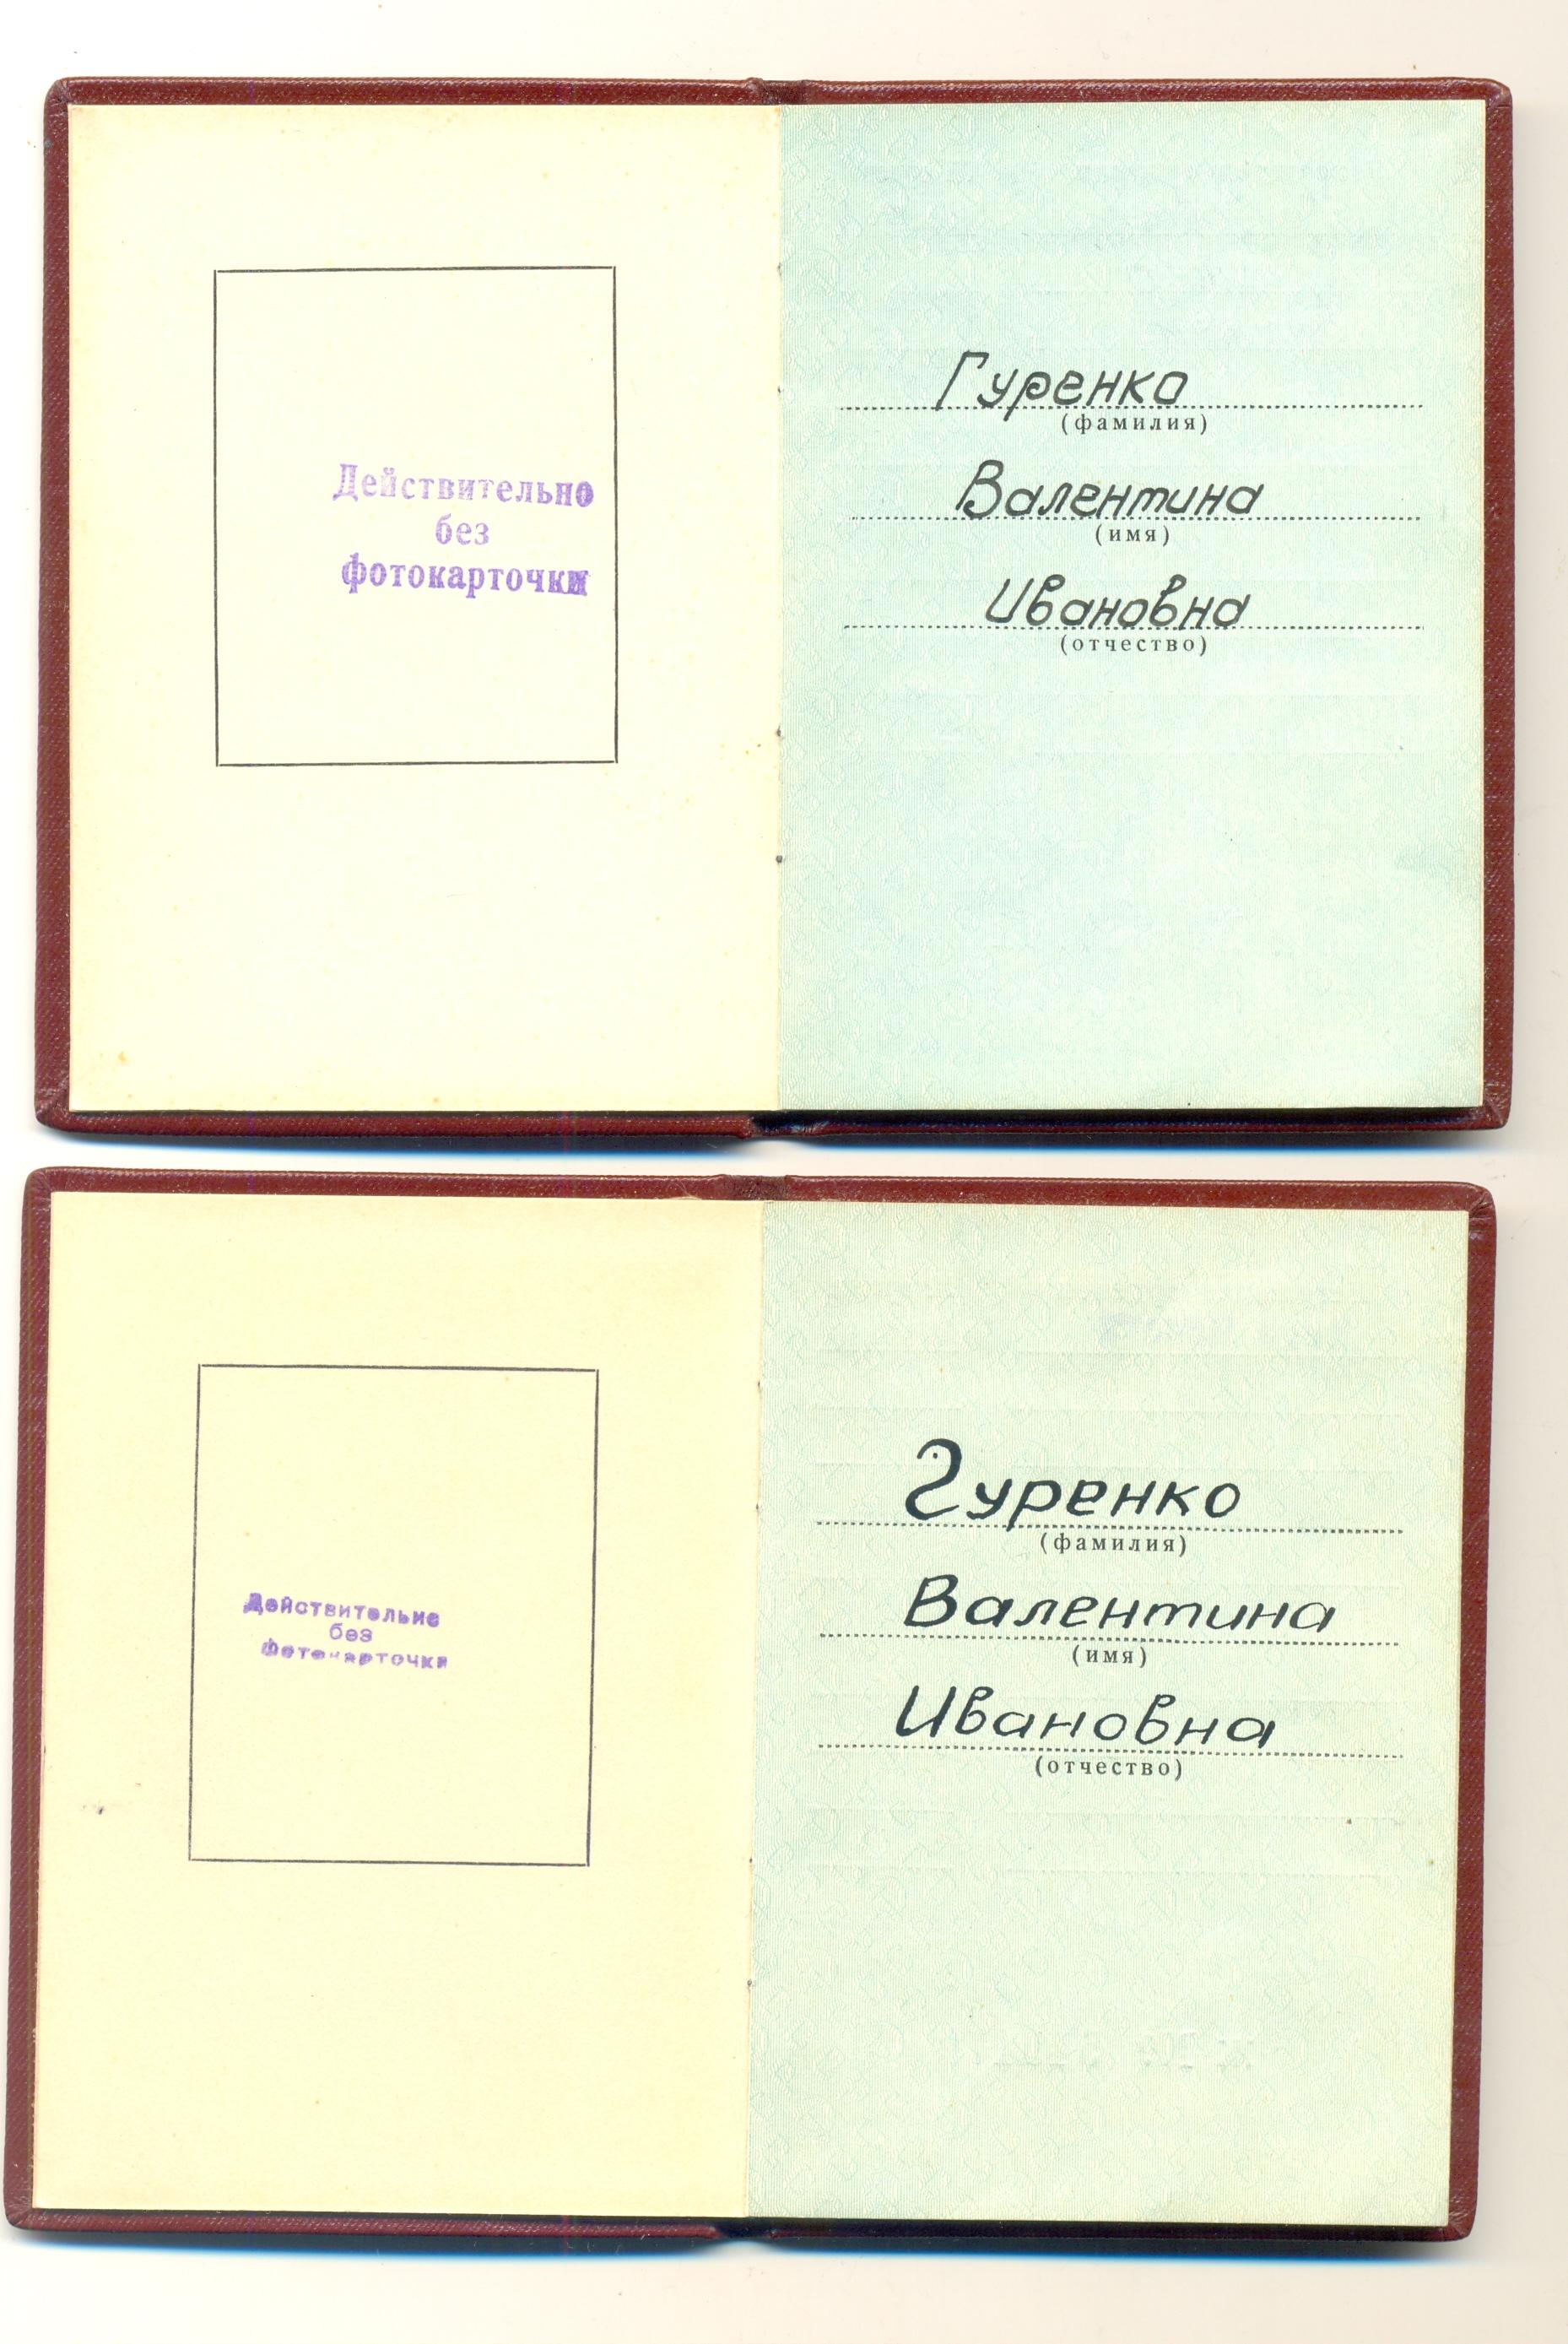 Действительно
без
фотокарточки
Гуренко
(фамилия)
Валентина
(имя)
Ивановна
(отчество)
Действительно
без
фотокарточки
Гуренко
(фамилия)
Валентина
(имя)
Ивановна
(отчество)